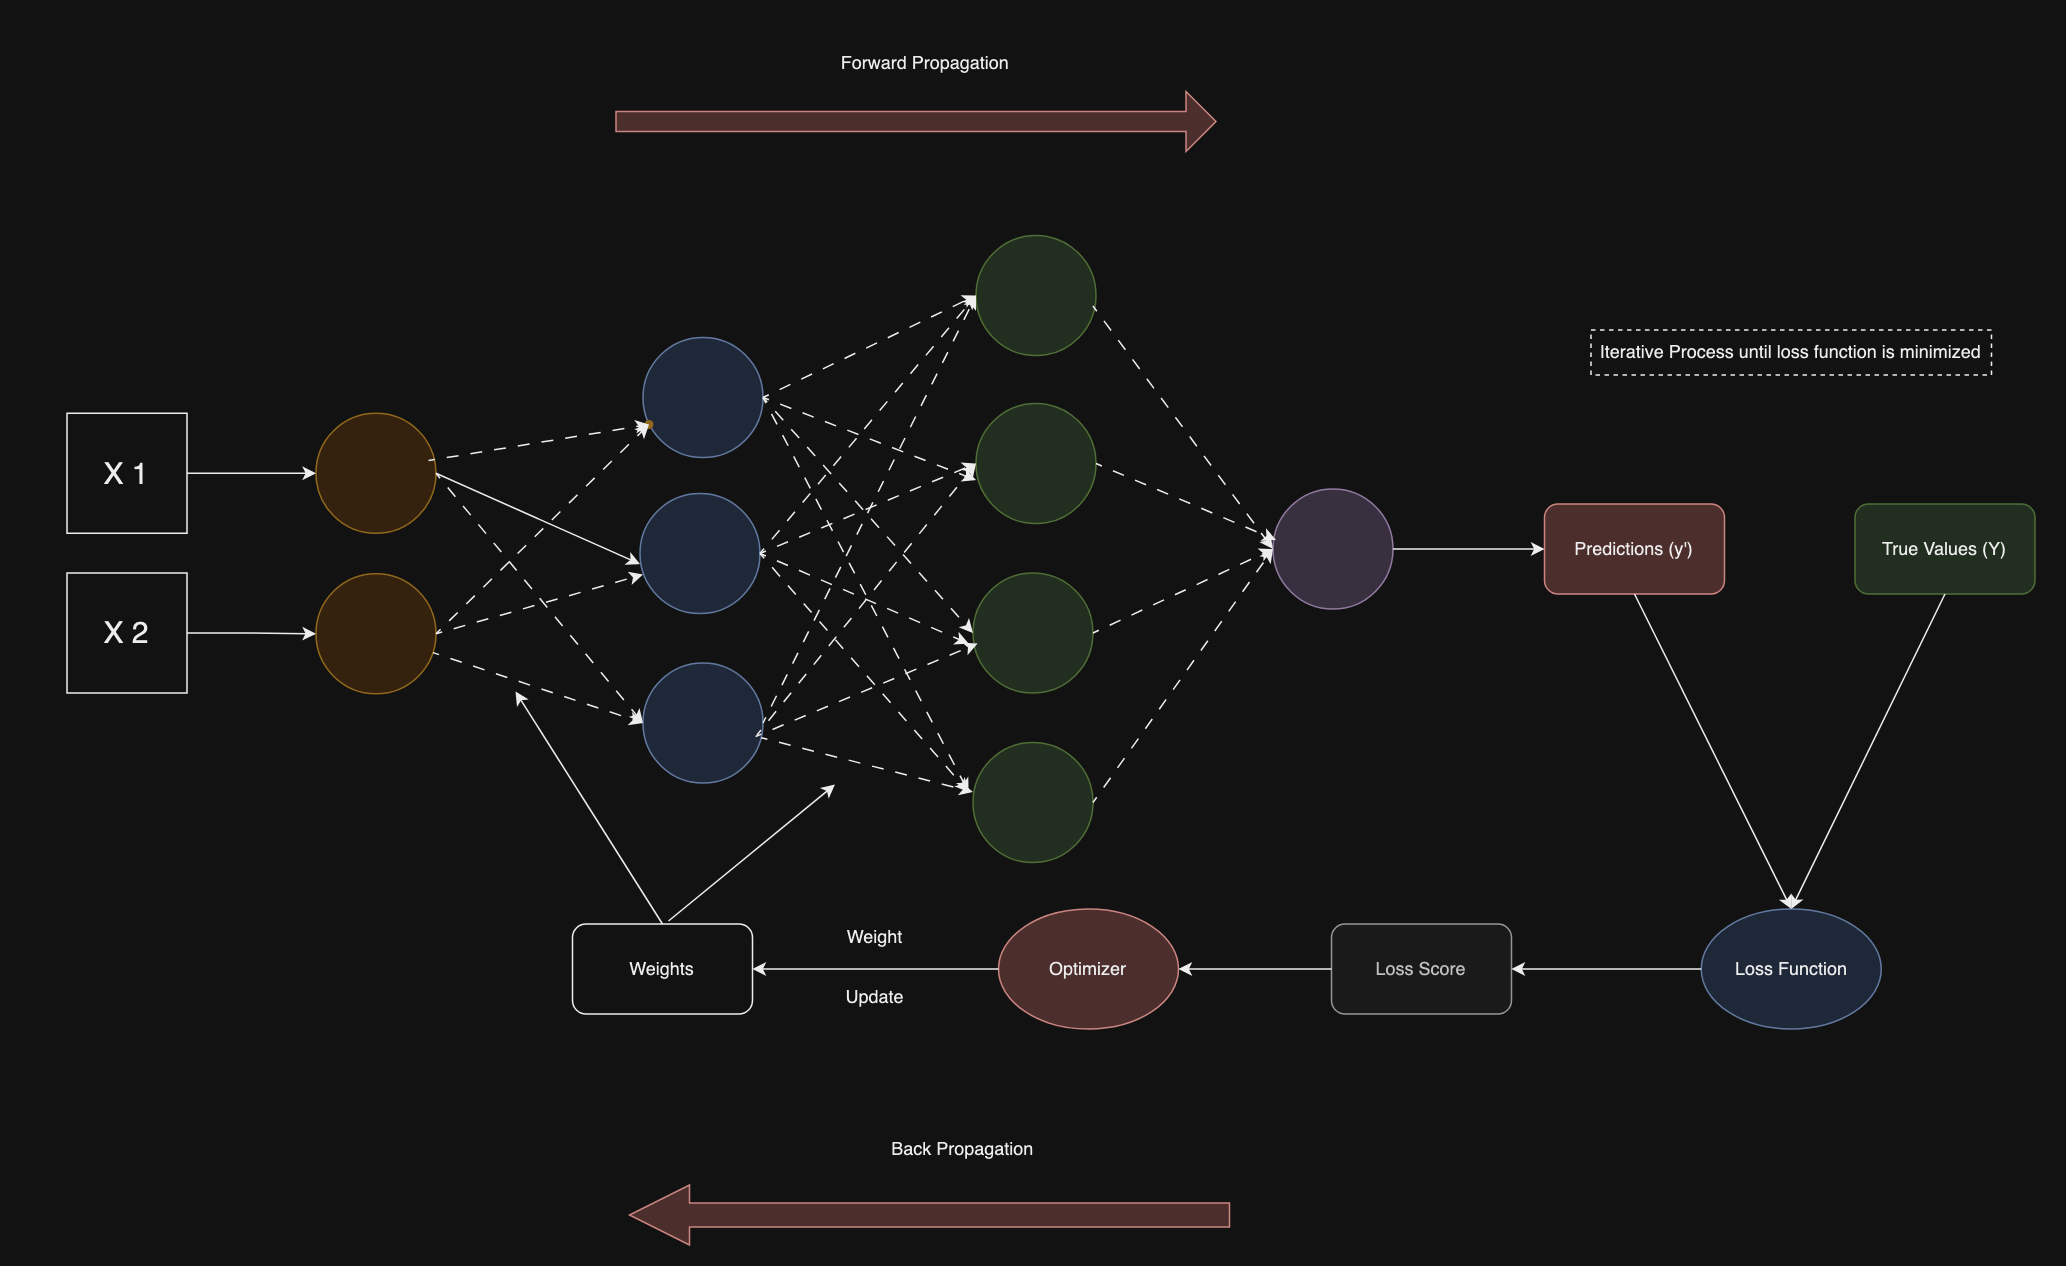 Forward Propagation
Iterative Process until loss function is minimized
X 1
X 2
Predictions (y')
True Values (Y)
Weights
Weight
Update
Optimizer
Loss Score
Loss Function
Back Propagation